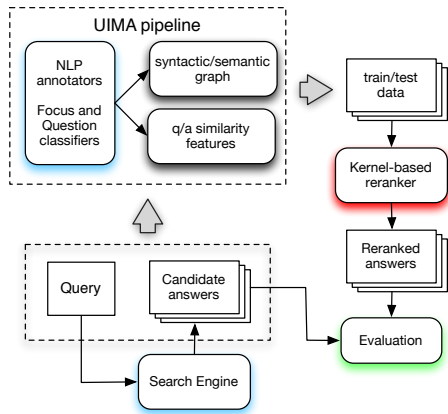 UIMA pipeline
NLP
annotators
Focus and
Question
classifiers
syntactic/semantic
graph
q/a similarity
features
train/test
data
Kernel-based
reranker
Reranked
answers
Query
Candidate
answers
Search Engine
Evaluation